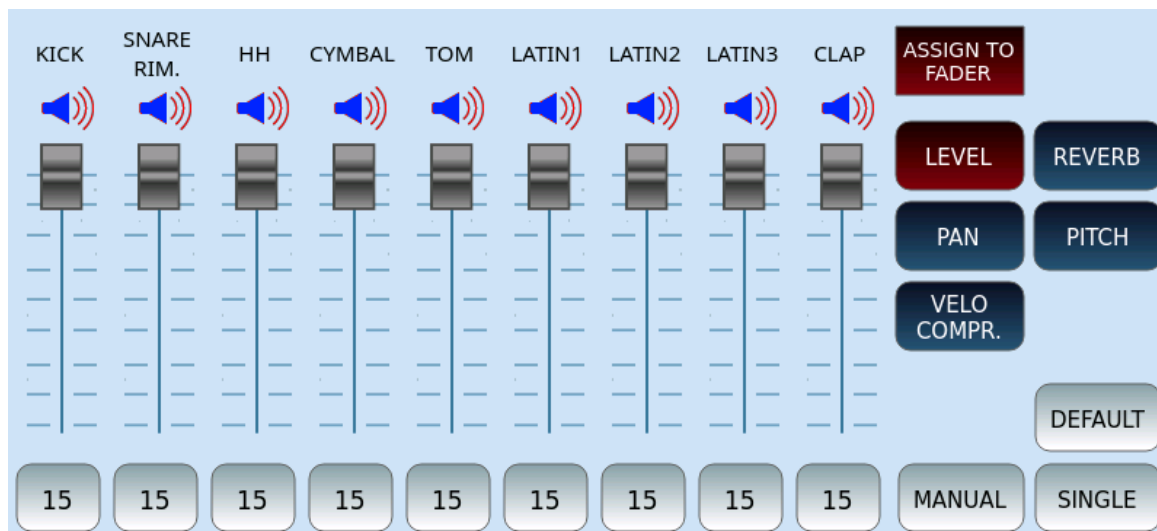 KICK
SNARE
RIM.
HH
CYMBAL
TOM
LATIN1
LATIN2
LATIN3
CLAP
ASSIGN TO
FADER
LEVEL
REVERB
PAN
PITCH
VELO
COMPR.
DEFAULT
15
15
15
15
15
15
15
15
15
MANUAL
SINGLE